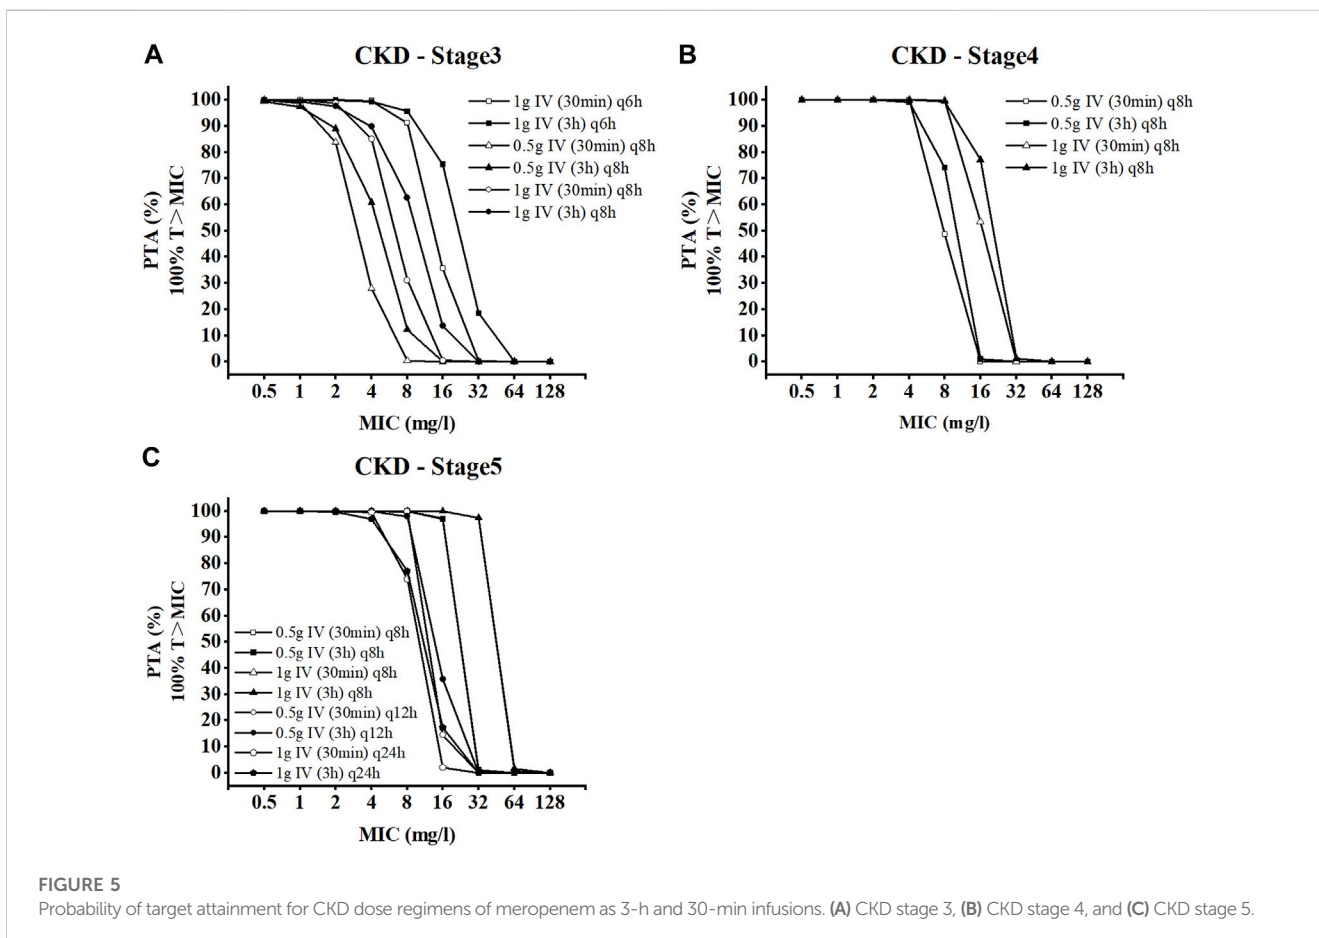 A
CKD - Stage3
PTA (%)
100% T＞MIC
100
90
80
70
60
50
40
30
20
10
0
1g IV (30min) q6h
1g IV (3h) q6h
0.5g IV (30min) q8h
0.5g IV (3h) q8h
1g IV (30min) q8h
1g IV (3h) q8h
0.5 1 2 4 8 16 32 64 128
MIC (mg/l)
B
CKD - Stage4
PTA (%)
100% T＞MIC
100
90
80
70
60
50
40
30
20
10
0
0.5g IV (30min) q8h
0.5g IV (3h) q8h
1g IV (30min) q8h
1g IV (3h) q8h
0.5 1 2 4 8 16 32 64 128
MIC (mg/l)
C
CKD - Stage5
PTA (%)
100% T＞MIC
100
90
80
70
60
50
40
30
20
10
0
0.5g IV (30min) q8h
0.5g IV (3h) q8h
1g IV (30min) q8h
1g IV (3h) q8h
0.5g IV (30min) q12h
0.5g IV (3h) q12h
1g IV (30min) q24h
1g IV (3h) q24h
0.5 1 2 4 8 16 32 64 128
MIC (mg/l)
FIGURE 5
Probability of target attainment for CKD dose regimens of meropenem as 3-h and 30-min infusions. (A) CKD stage 3, (B) CKD stage 4, and (C) CKD stage 5.